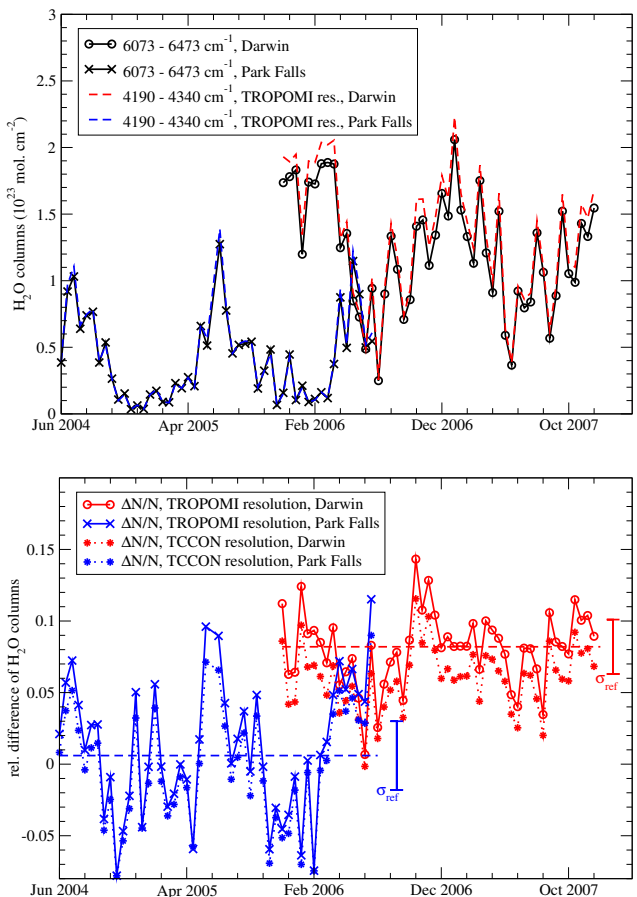 3
6073 - 6473 cm⁻¹, Darwin
6073 - 6473 cm⁻¹, Park Falls
4190 - 4340 cm⁻¹, TROPOMI res., Darwin
4190 - 4340 cm⁻¹, TROPOMI res., Park Falls
2.5
2
1.5
1
0.5
0
H₂O columns (10²³ mol. cm⁻²)
Jun 2004
Apr 2005
Feb 2006
Dec 2006
Oct 2007
ΔN/N, TROPOMI resolution, Darwin
ΔN/N, TROPOMI resolution, Park Falls
ΔN/N, TCCON resolution, Darwin
ΔN/N, TCCON resolution, Park Falls
0.15
0.1
0.05
0
-0.05
rel. difference of H₂O columns
σref
σref
Jun 2004
Apr 2005
Feb 2006
Dec 2006
Oct 2007